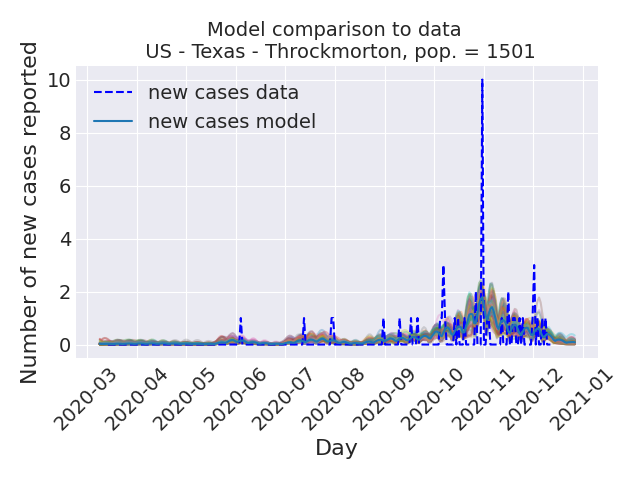 Model comparison to data
US - Texas - Throckmorton, pop. = 1501
Number of new cases reported
10
8
6
4
2
0
new cases data
new cases model
2020-03
2020-04
2020-05
2020-06
2020-07
2020-08
2020-09
2020-10
2020-11
2020-12
2021-01
Day